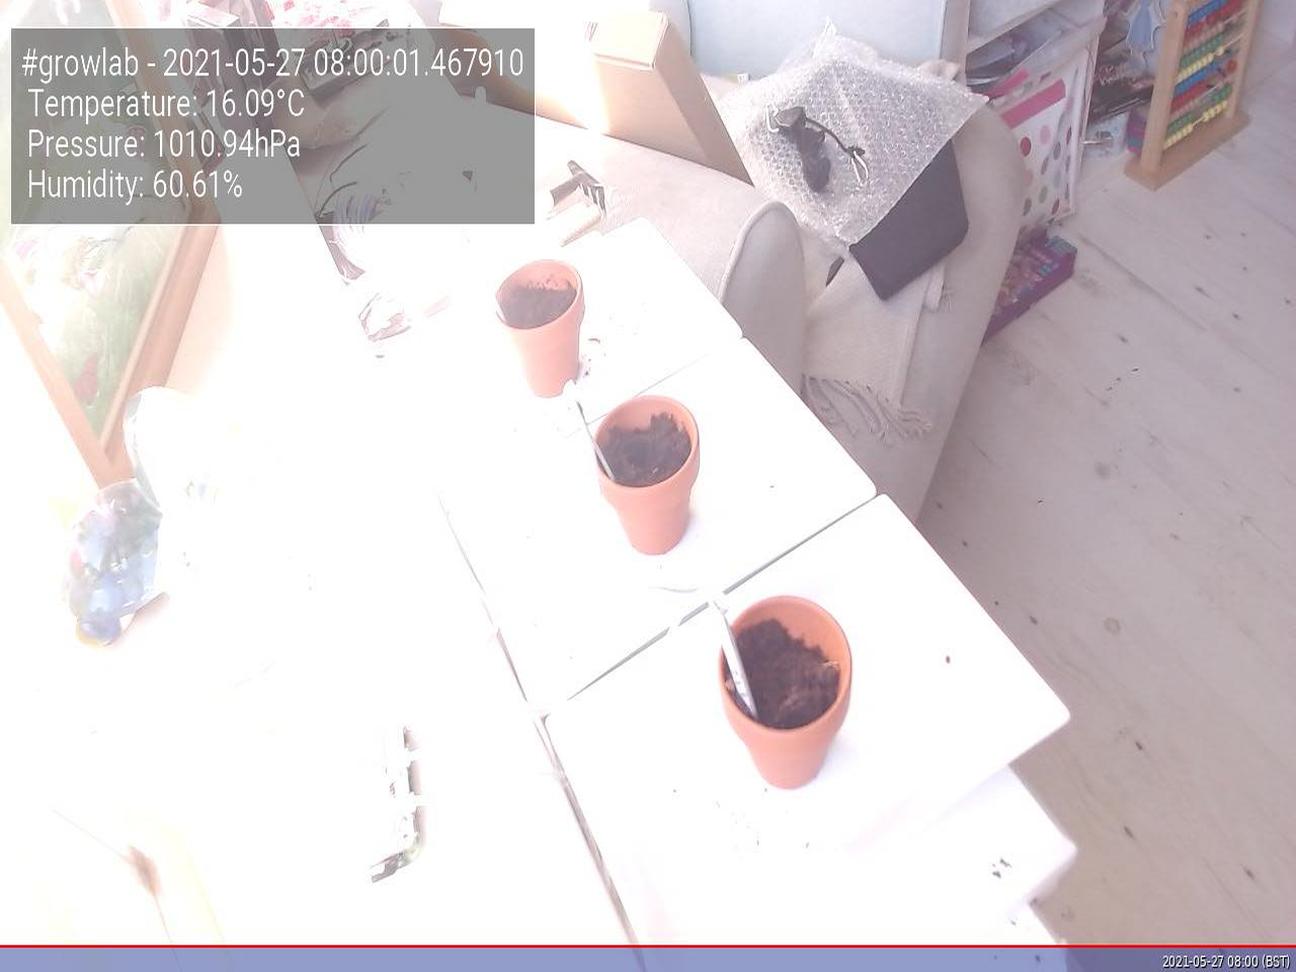 #growlab - 2021-05-27 08:00:01.467910
Temperature: 16.09°C
Pressure: 1010.94hPa
Humidity: 60.61%
2021-05-27 08:00 (BST)